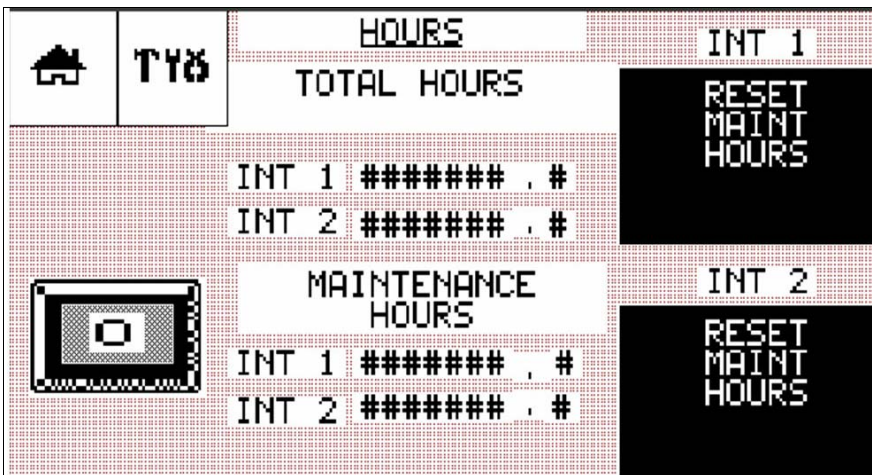 HOURS
TOTAL HOURS
INT 1 #######.#
INT 2 #######.#
MAINTENANCE
HOURS
INT 1 #######.#
INT 2 #######.#
INT 1
RESET
MAINT
HOURS
INT 2
RESET
MAINT
HOURS